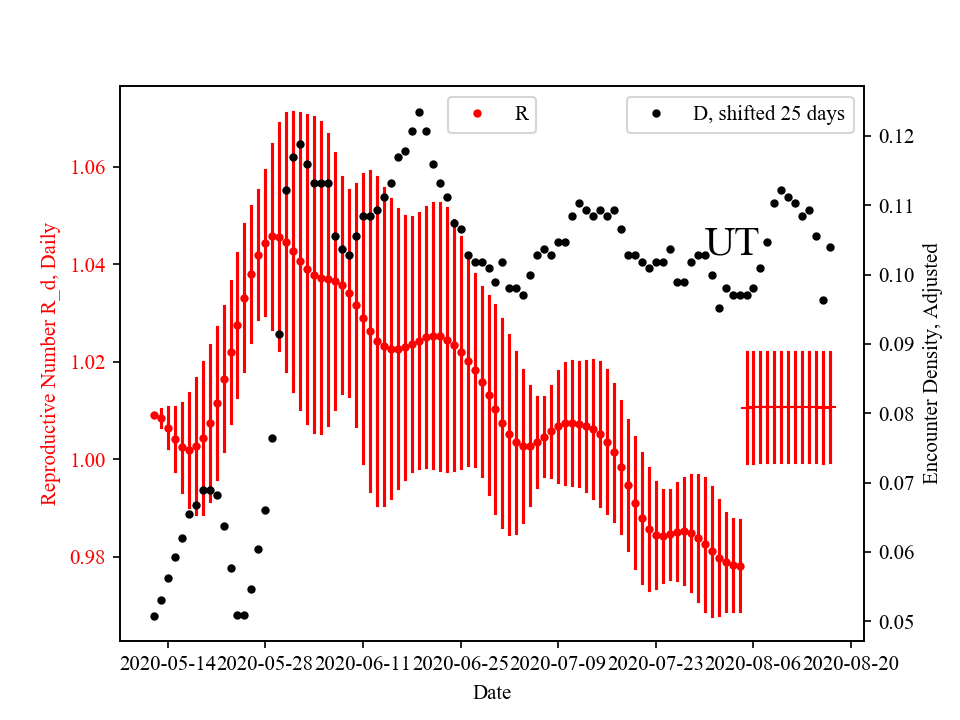 R
D, shifted 25 days
UT
Reproductive Number R_d, Daily
1.06
1.04
1.02
1.00
0.98
0.12
0.11
0.10
0.09
0.08
0.07
0.06
0.05
Encounter Density, Adjusted
2020-05-14 2020-05-28 2020-06-11 2020-06-25 2020-07-09 2020-07-23 2020-08-06 2020-08-20
Date